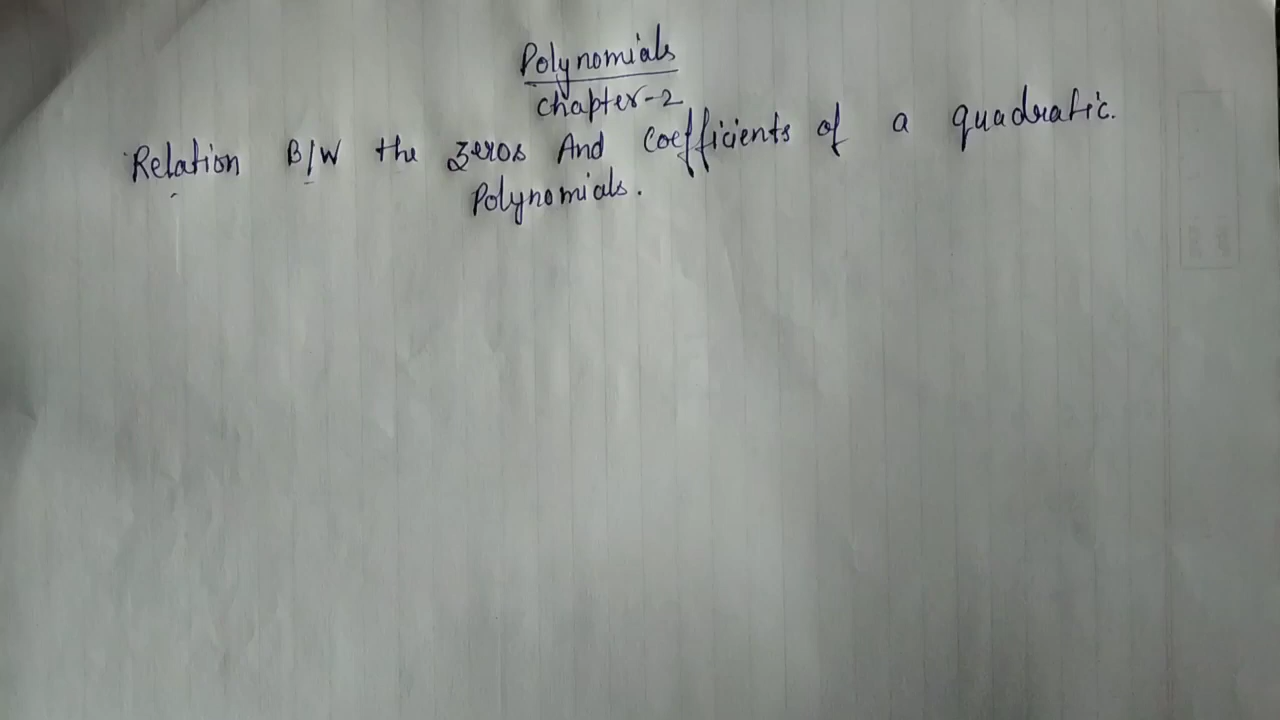 Polynomials
Chapter-2
Relation B/W the zeros And Coefficients of a quadratic.
Polynomials.